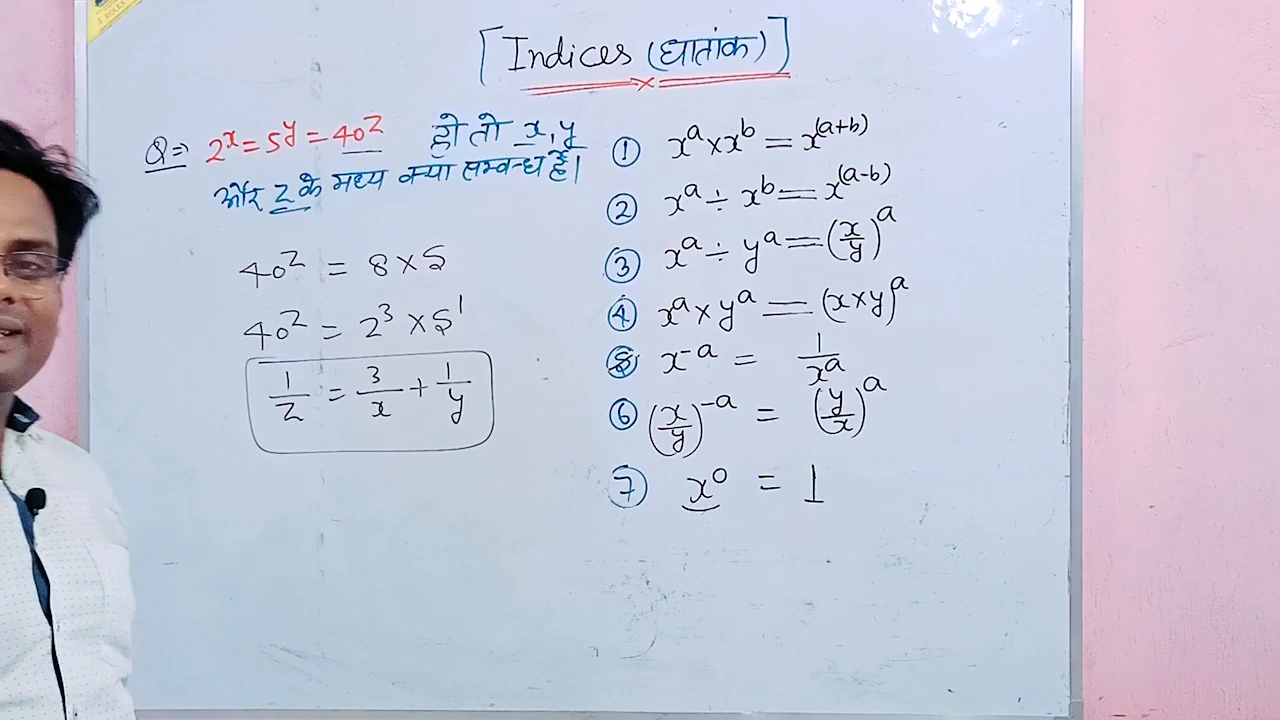 [Indices (घातांक)]
Q⇒ 2^x = 5^y = 40^z हो तो x, y
और z के मध्य क्या सम्बन्ध हैं।
40^z = 8 × 5
40^z = 2^3 × 5^1
1/z = 3/x + 1/y
① x^a × x^b = x^(a+b)
② x^a ÷ x^b = x^(a-b)
③ x^a ÷ y^a = (x/y)^a
④ x^a × y^a = (x×y)^a
⑤ x^-a = 1/x^a
⑥ (x/y)^-a = (y/x)^a
⑦ x^0 = 1